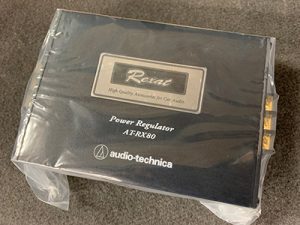 Rexat
High Quality Accessories for Car Audio
Power Regulator
AT-RX80
audio-technica